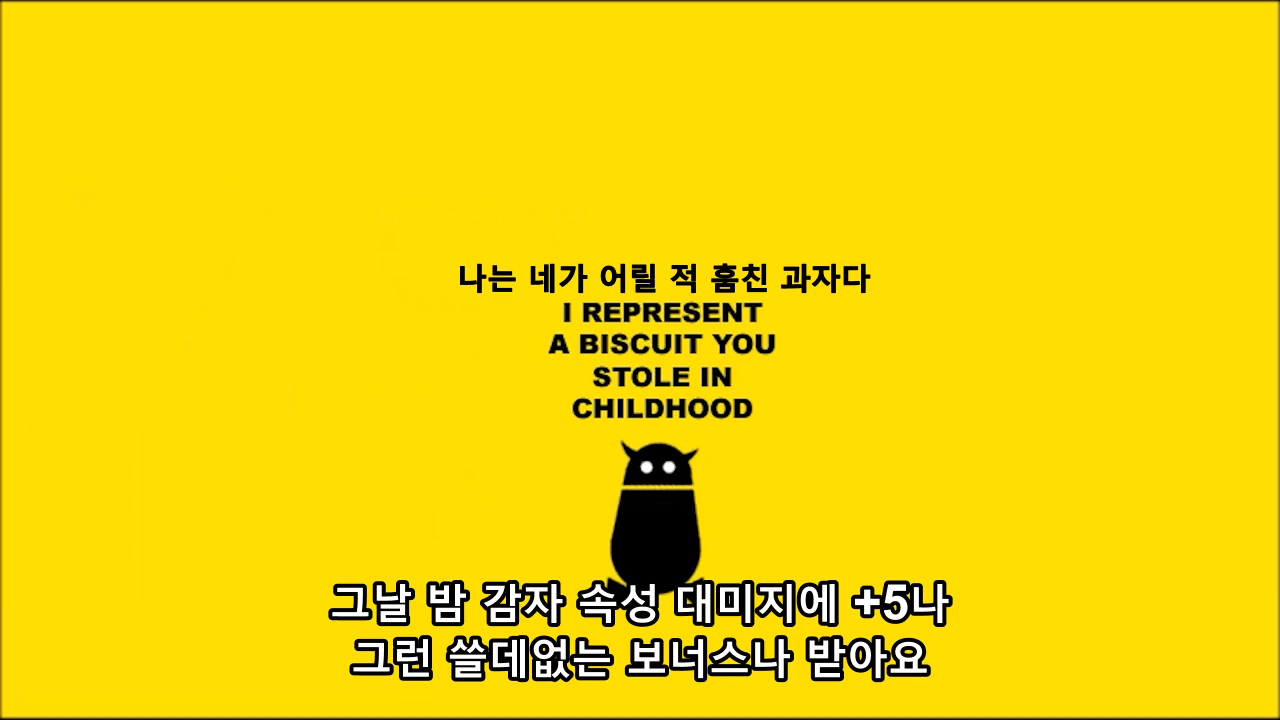 나는 네가 어릴 적 훔친 과자다
I REPRESENT
A BISCUIT YOU
STOLE IN
CHILDHOOD
그날 밤 감자 속성 대미지에 +5나
그런 쓸데없는 보너스나 받아요